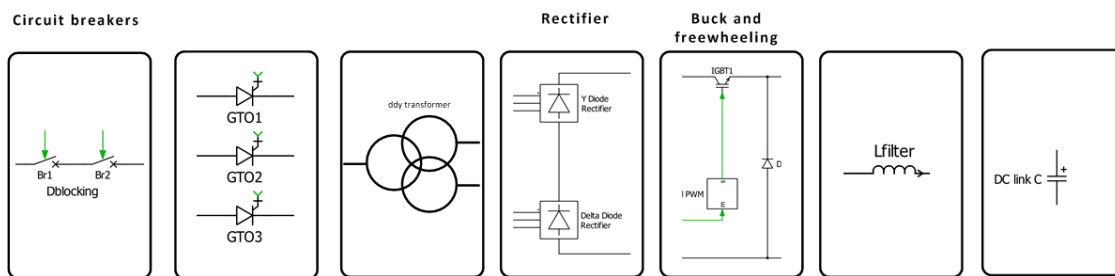 Circuit breakers
Rectifier
Buck and
freewheeling
Br1
Br2
Dblocking
GTO1
GTO2
GTO3
ddy transformer
Y Diode
Rectifier
Delta Diode
Rectifier
IGBT1
D
l PWM
s
m
Lfilter
DC link C
+